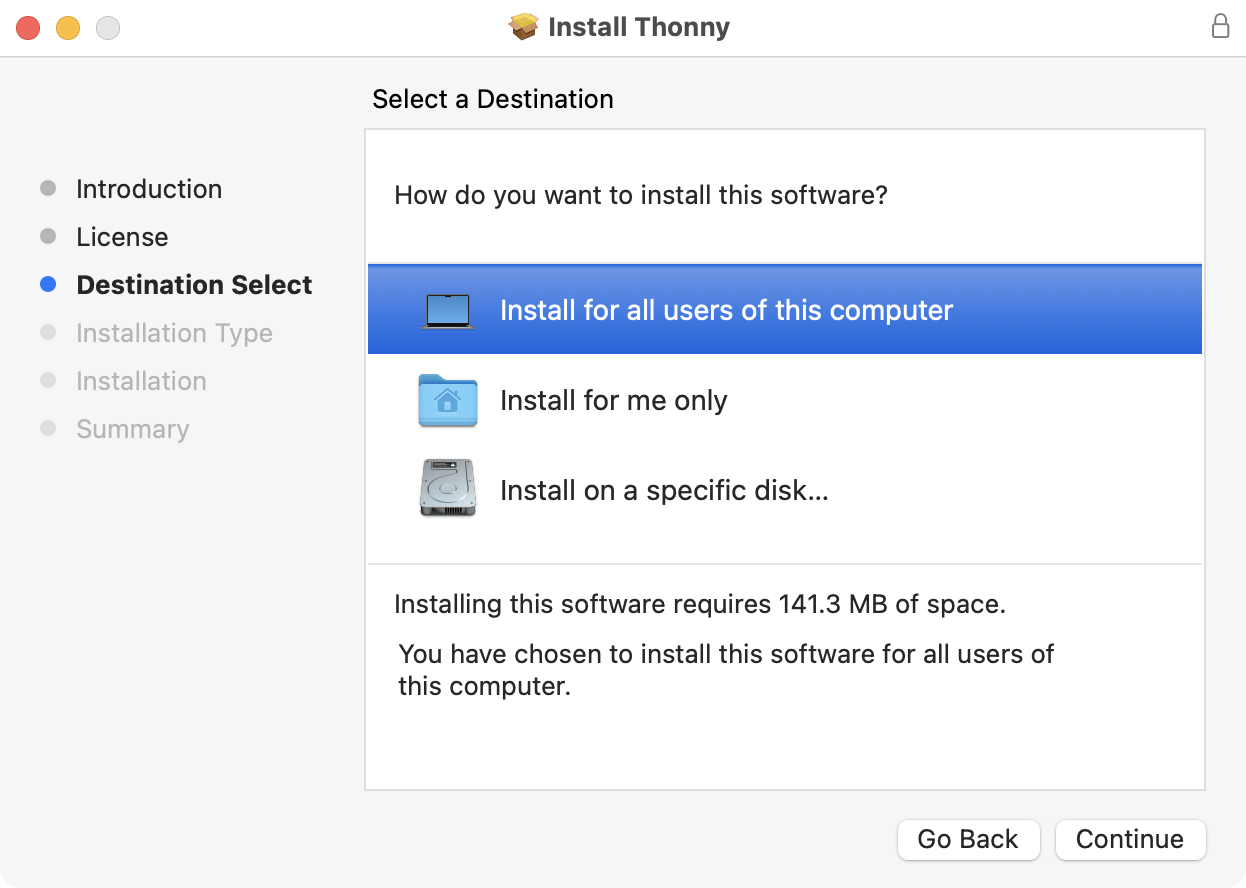 Install Thonny
Select a Destination
Introduction
License
Destination Select
Installation Type
Installation
Summary
How do you want to install this software?
Install for all users of this computer
Install for me only
Install on a specific disk...
Installing this software requires 141.3 MB of space.
You have chosen to install this software for all users of
this computer.
Go Back
Continue